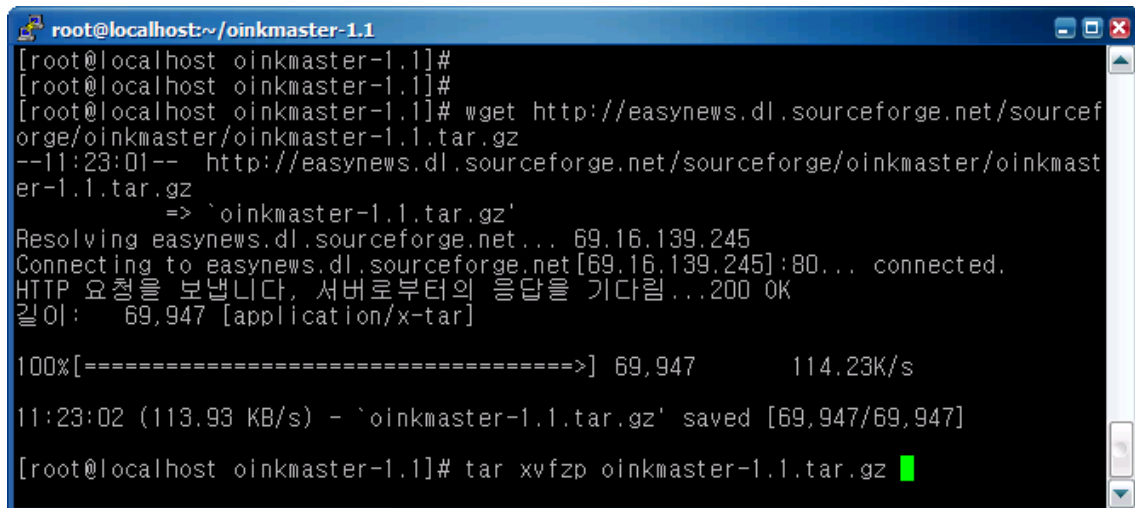 root@localhost:~/oinkmaster-1.1
[root@localhost oinkmaster-1.1]#
[root@localhost oinkmaster-1.1]#
[root@localhost oinkmaster-1.1]# wget http://easynews.dl.sourceforge.net/sourcef
orge/oinkmaster/oinkmaster-1.1.tar.gz
--11:23:01--  http://easynews.dl.sourceforge.net/sourceforge/oinkmaster/oinkmast
er-1.1.tar.gz
           => `oinkmaster-1.1.tar.gz'
Resolving easynews.dl.sourceforge.net... 69.16.139.245
Connecting to easynews.dl.sourceforge.net[69.16.139.245]:80... connected.
HTTP 요청을 보냅니다, 서버로부터의 응답을 기다림...200 OK
길이:   69,947 [application/x-tar]
100%[====================================>] 69,947       114.23K/s
11:23:02 (113.93 KB/s) - `oinkmaster-1.1.tar.gz' saved [69,947/69,947]
[root@localhost oinkmaster-1.1]# tar xvfzp oinkmaster-1.1.tar.gz